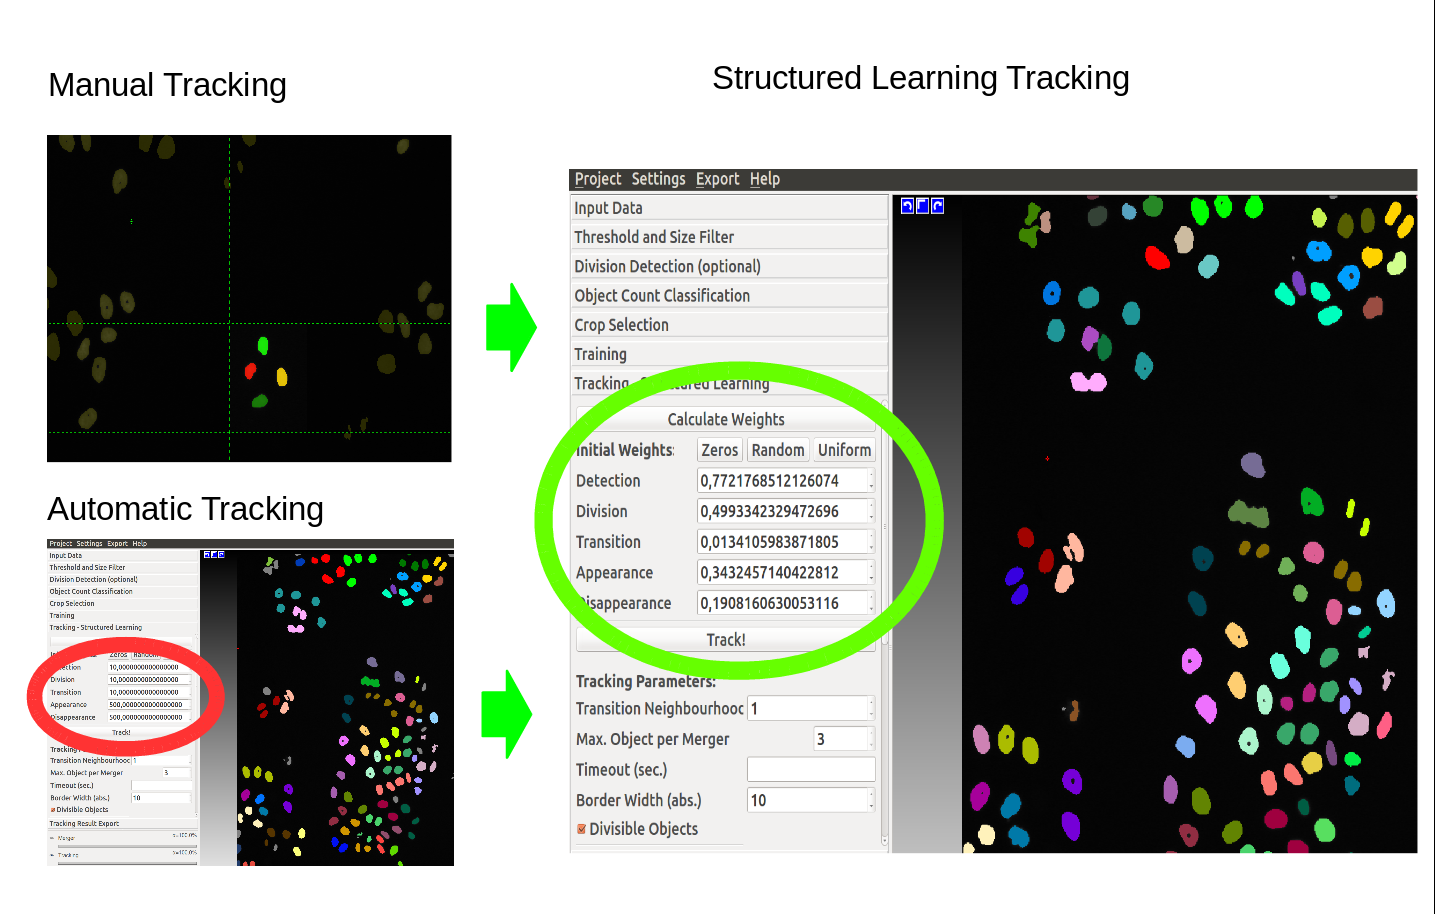 Manual Tracking
Structured Learning Tracking
Project Settings Export Help
Input Data
Threshold and Size Filter
Division Detection (optional)
Object Count Classification
Crop Selection
Training
Tracking - Structured Learning
Calculate Weights
Initial Weights: Zeros Random Uniform
Detection 0,7721768512126074
Division 0,4993342329472696
Transition 0,0134105983871805
Appearance 0,3432457140422812
Disappearance 0,1908160630053116
Track!
Tracking Parameters:
Transition Neighbourhooc 1
Max. Object per Merger 3
Timeout (sec.)
Border Width (abs.) 10
Divisible Objects
Automatic Tracking
Project Settings Export Help
Input Data
Threshold and Size Filter
Division Detection (optional)
Object Count Classification
Crop Selection
Training
Tracking - Structured Learning
Zeros Random
Detection 10,0000000000000000
Division 10,0000000000000000
Transition 10,0000000000000000
Appearance 500,0000000000000000
Disappearance 500,0000000000000000
Track!
Transition Neighbourhooc 1
Max. Object per Merger 3
Timeout (sec.)
Border Width (abs.) 10
Divisible Objects
Tracking Result Export
Merger
Tracking